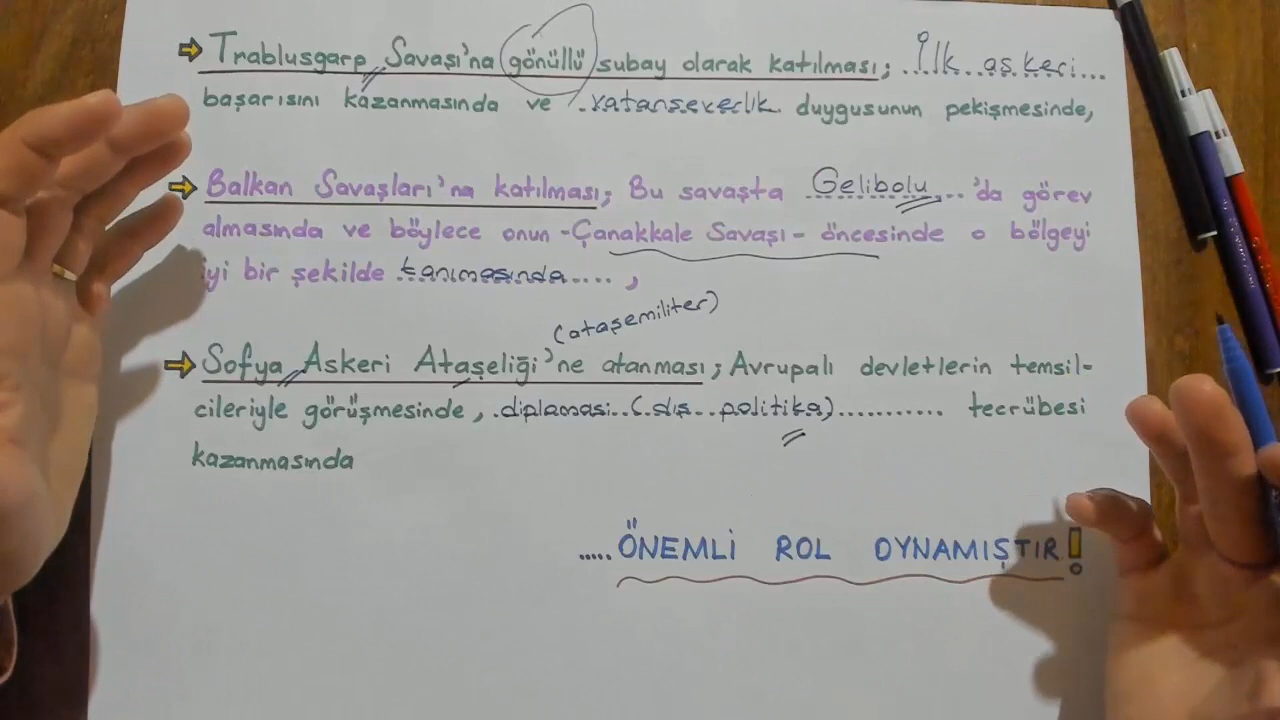 ⇒ Trablusgarp Savaşı'na gönüllü subay olarak katılması; ..İlk..askeri...
başarısını kazanmasında ve ..vatanseverlik duygusunun pekişmesinde,
⇒ Balkan Savaşları'na katılması; Bu savaşta ..Gelibolu...'da görev
almasında ve böylece onun -Çanakkale Savaşı- öncesinde o bölgeyi
iyi bir şekilde ..tanımasında....,
(ataşemiliter)
⇒ Sofya Askeri Ataşeliği'ne atanması; Avrupalı devletlerin temsil-
cileriyle görüşmesinde, .diplomasi..(.dış..politika)........... tecrübesi
kazanmasında
.....ÖNEMLİ ROL OYNAMIŞTIR!